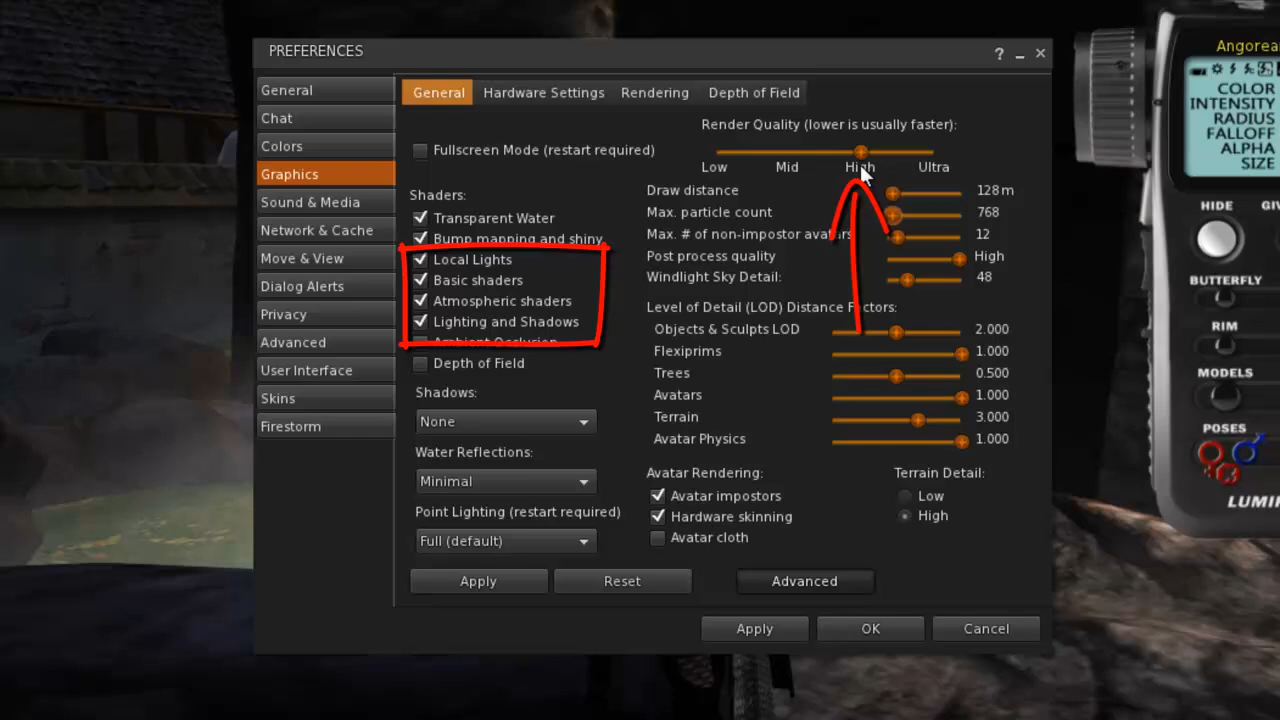 PREFERENCES
?
General
Chat
Colors
Graphics
Sound & Media
Network & Cache
Move & View
Dialog Alerts
Privacy
Advanced
User Interface
Skins
Firestorm
General Hardware Settings Rendering Depth of Field
Fullscreen Mode (restart required)
Render Quality (lower is usually faster):
Low Mid High Ultra
Shaders:
Transparent Water
Bump mapping and shiny
Local Lights
Basic shaders
Atmospheric shaders
Lighting and Shadows
Ambient Occlusion
Depth of Field
Shadows:
None
Water Reflections:
Minimal
Point Lighting (restart required)
Full (default)
Draw distance 128 m
Max. particle count 768
Max. # of non-impostor avatars: 12
Post process quality High
Windlight Sky Detail: 48
Level of Detail (LOD) Distance Factors:
Objects & Sculpts LOD 2.000
Flexiprims 1.000
Trees 0.500
Avatars 1.000
Terrain 3.000
Avatar Physics 1.000
Avatar Rendering:
Avatar impostors
Hardware skinning
Avatar cloth
Terrain Detail:
Low
High
Apply Reset Advanced
Apply OK Cancel
Angorea
COLOR
INTENSITY
RADIUS
FALLOFF
ALPHA
SIZE
HIDE GIV
BUTTERFLY
RIM
MODELS
POSES
LUMI